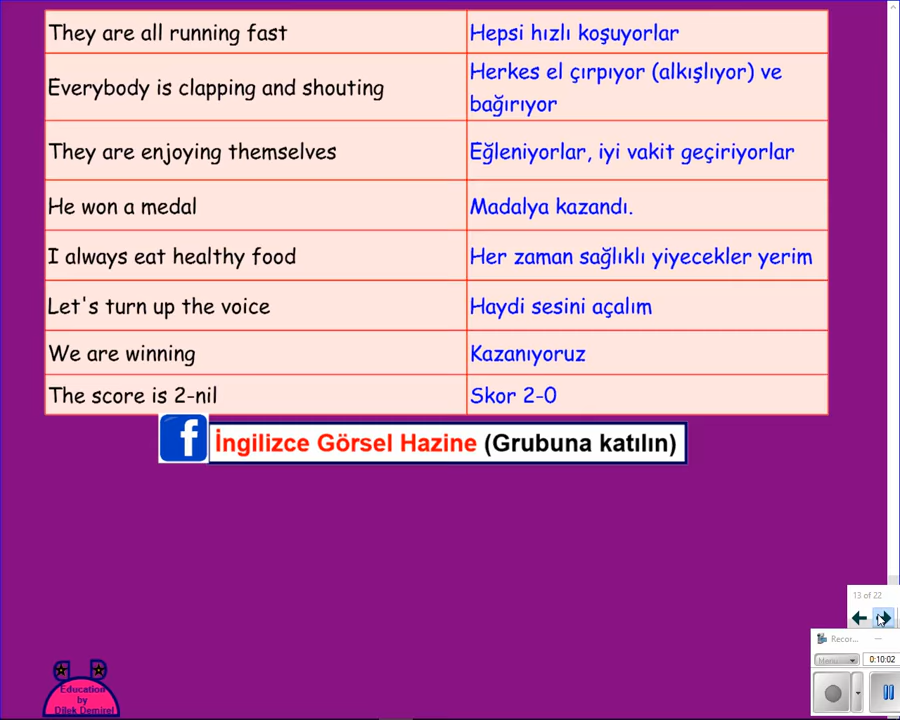 They are all running fast
Hepsi hızlı koşuyorlar
Everybody is clapping and shouting
Herkes el çırpıyor (alkışlıyor) ve
bağırıyor
They are enjoying themselves
Eğleniyorlar, iyi vakit geçiriyorlar
He won a medal
Madalya kazandı.
I always eat healthy food
Her zaman sağlıklı yiyecekler yerim
Let's turn up the voice
Haydi sesini açalım
We are winning
Kazanıyoruz
The score is 2-nil
Skor 2-0
f İngilizce Görsel Hazine (Grubuna katılın)
13 of 22
Recor...
Menu
0:10:02
Education
by
Dilek Demirel